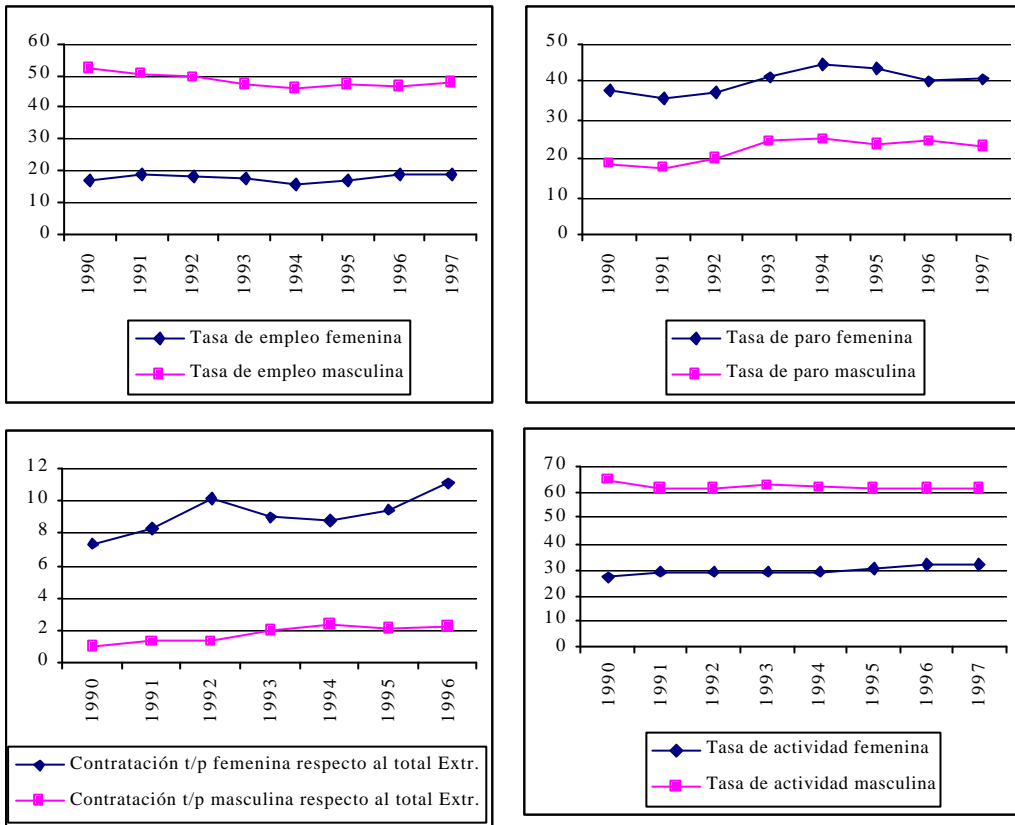 60
50
40
30
20
10
0
1990 1991 1992 1993 1994 1995 1996 1997
Tasa de empleo femenina
Tasa de empleo masculina
50
40
30
20
10
0
1990 1991 1992 1993 1994 1995 1996 1997
Tasa de paro femenina
Tasa de paro masculina
12
10
8
6
4
2
0
1990 1991 1992 1993 1994 1995 1996
Contratación t/p femenina respecto al total Extr.
Contratación t/p masculina respecto al total Extr.
70
60
50
40
30
20
10
0
1990 1991 1992 1993 1994 1995 1996 1997
Tasa de actividad femenina
Tasa de actividad masculina